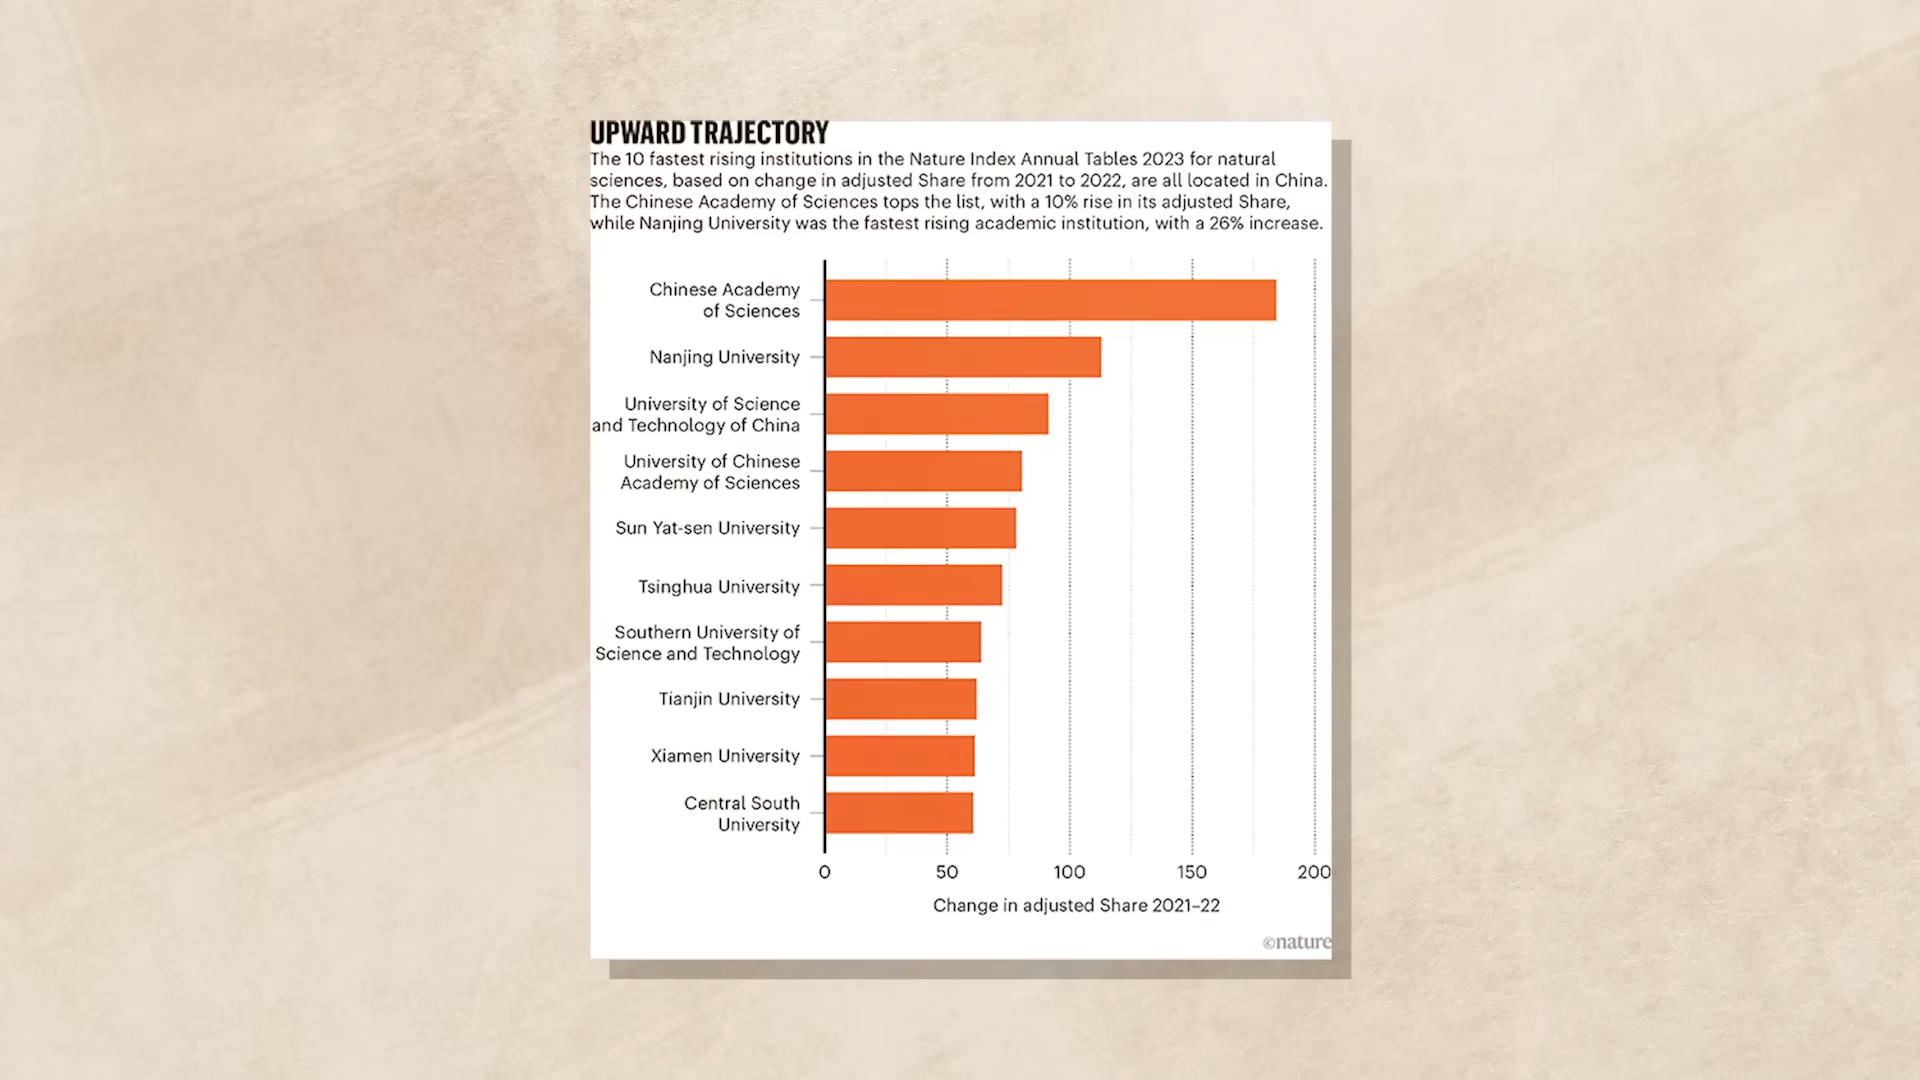 UPWARD TRAJECTORY
The 10 fastest rising institutions in the Nature Index Annual Tables 2023 for natural
sciences, based on change in adjusted Share from 2021 to 2022, are all located in China.
The Chinese Academy of Sciences tops the list, with a 10% rise in its adjusted Share,
while Nanjing University was the fastest rising academic institution, with a 26% increase.
Chinese Academy
of Sciences
Nanjing University
University of Science
and Technology of China
University of Chinese
Academy of Sciences
Sun Yat-sen University
Tsinghua University
Southern University of
Science and Technology
Tianjin University
Xiamen University
Central South
University
0 50 100 150 200
Change in adjusted Share 2021–22
©nature